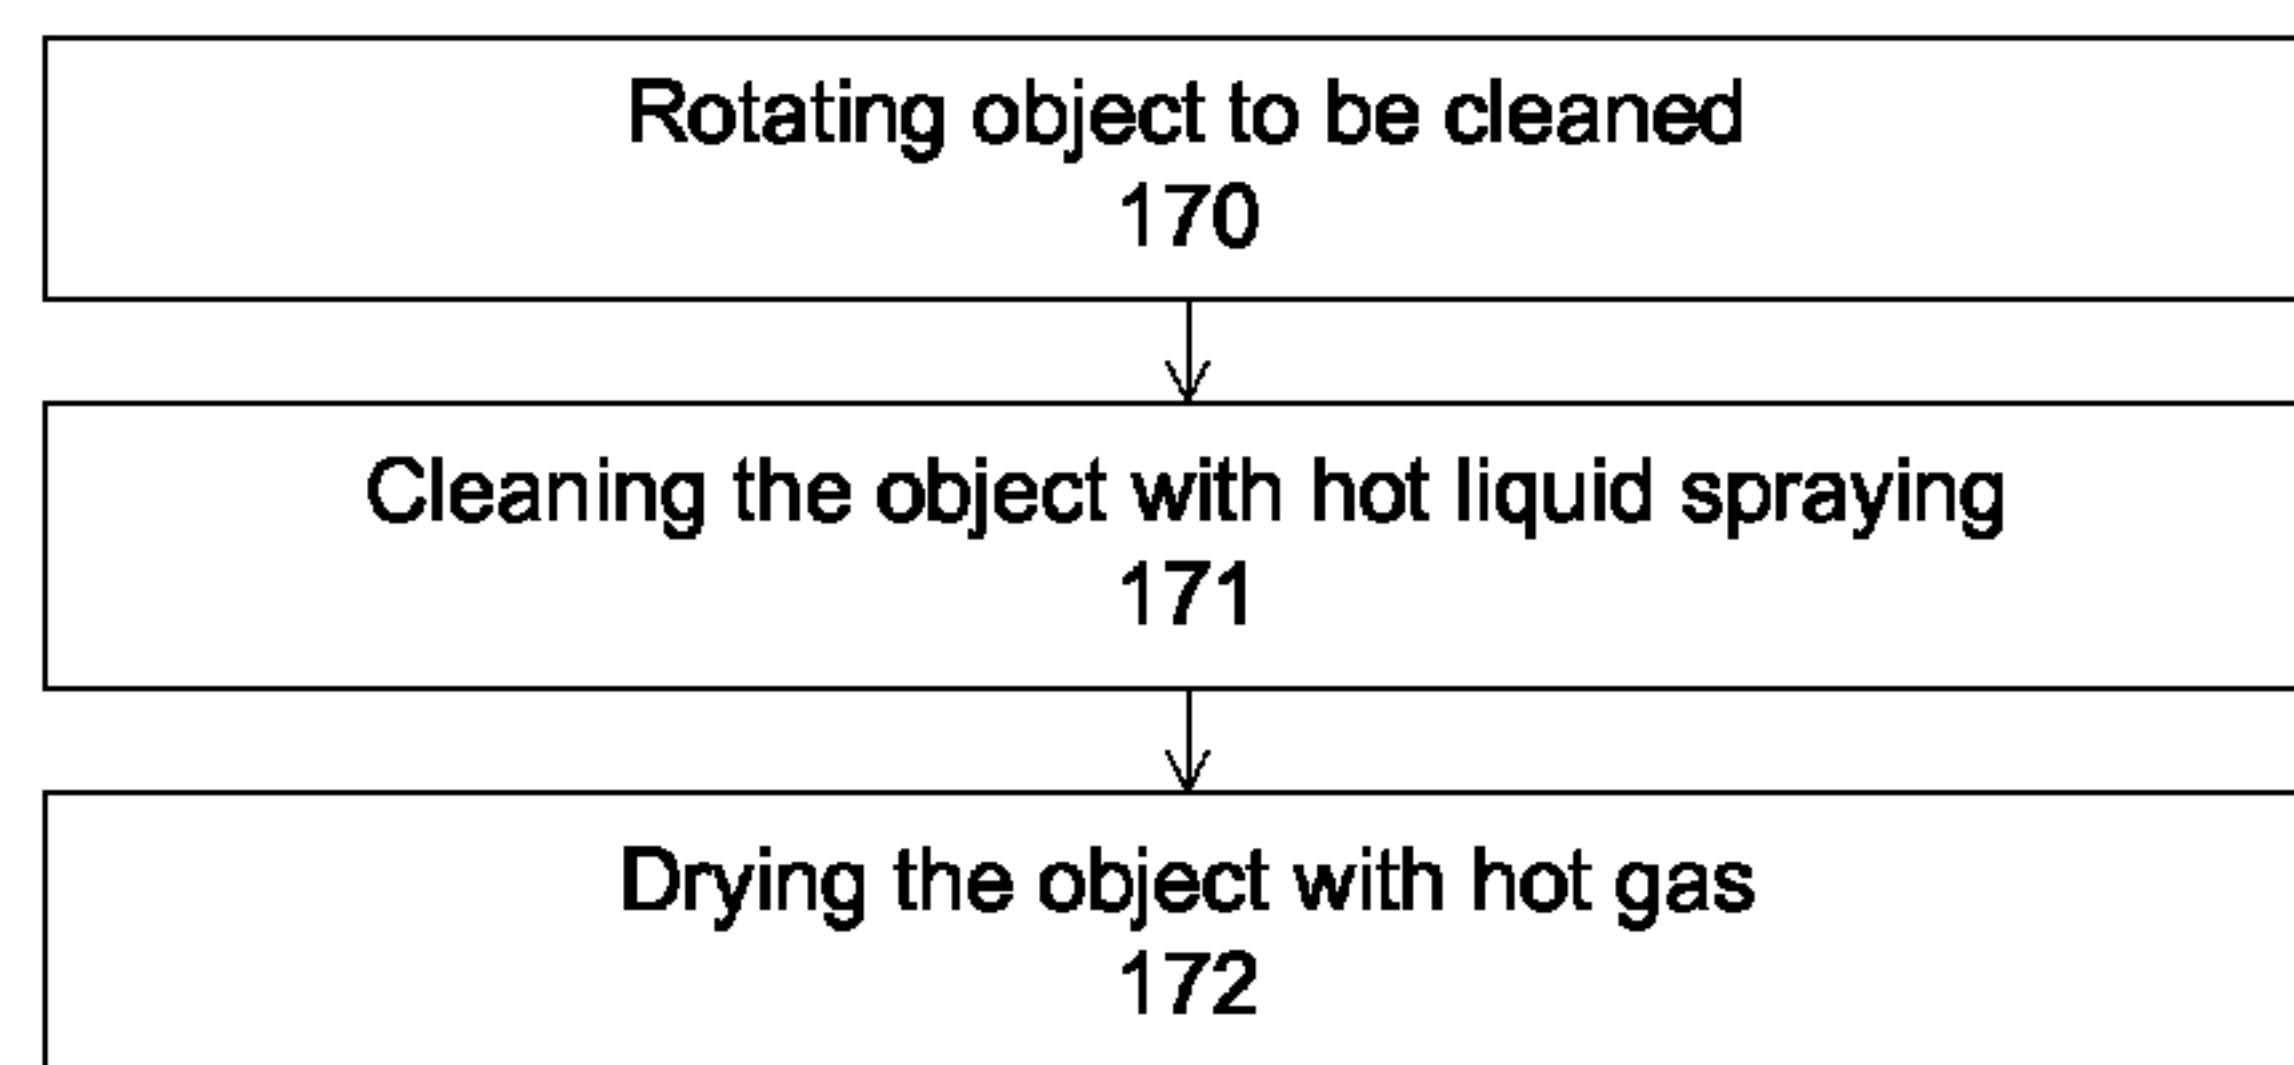 Rotating object to be cleaned
170
Cleaning the object with hot liquid spraying
171
Drying the object with hot gas
172